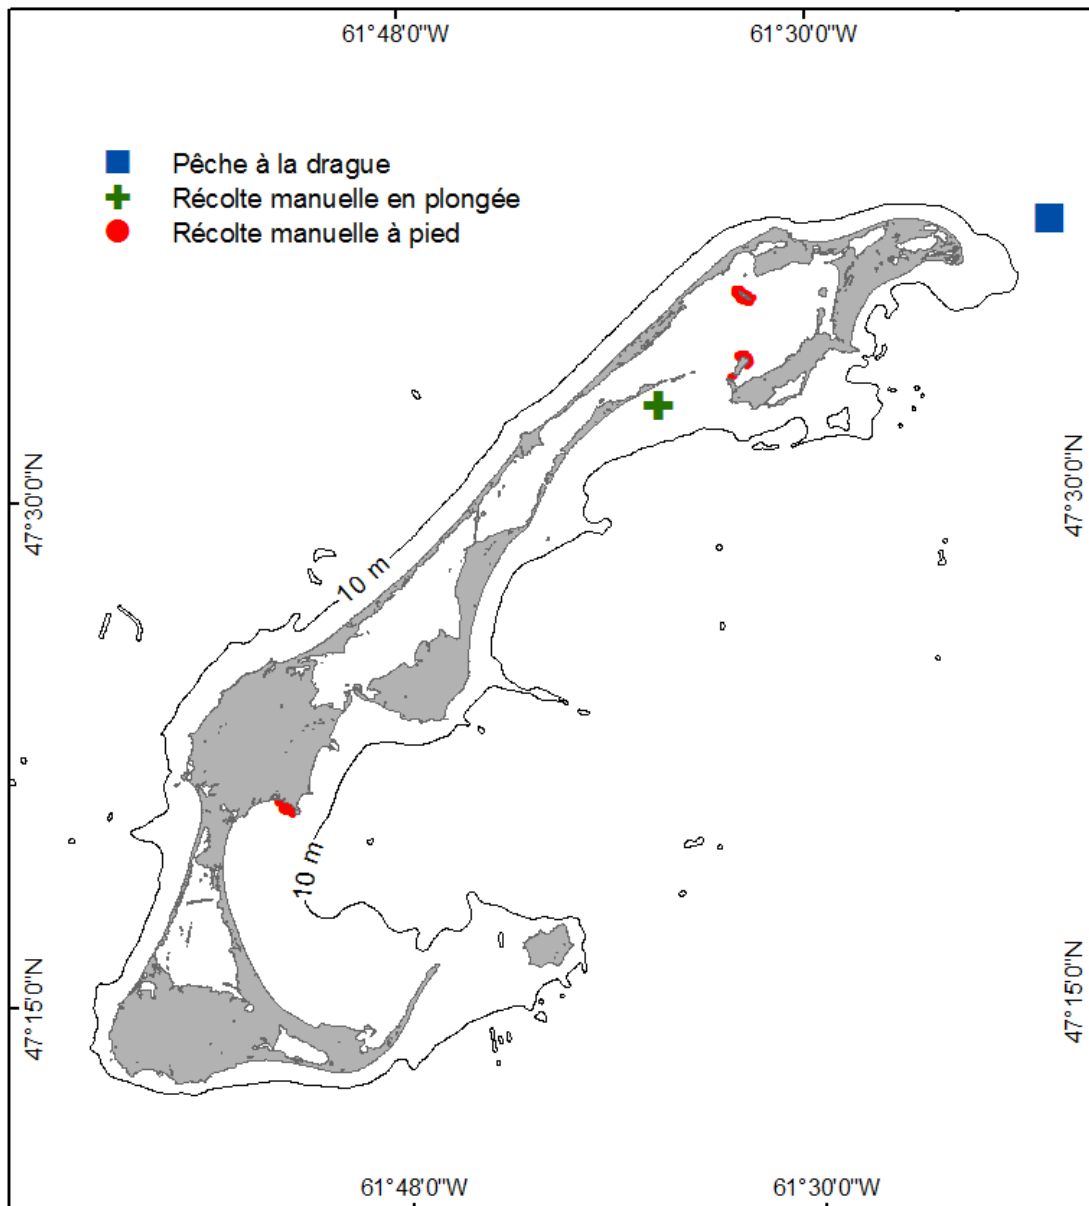 61°48'0"W
61°30'0"W
Pêche à la drague
Récolte manuelle en plongée
Récolte manuelle à pied
47°30'0"N
47°30'0"N
10 m
10 m
47°15'0"N
47°15'0"N
61°48'0"W
61°30'0"W